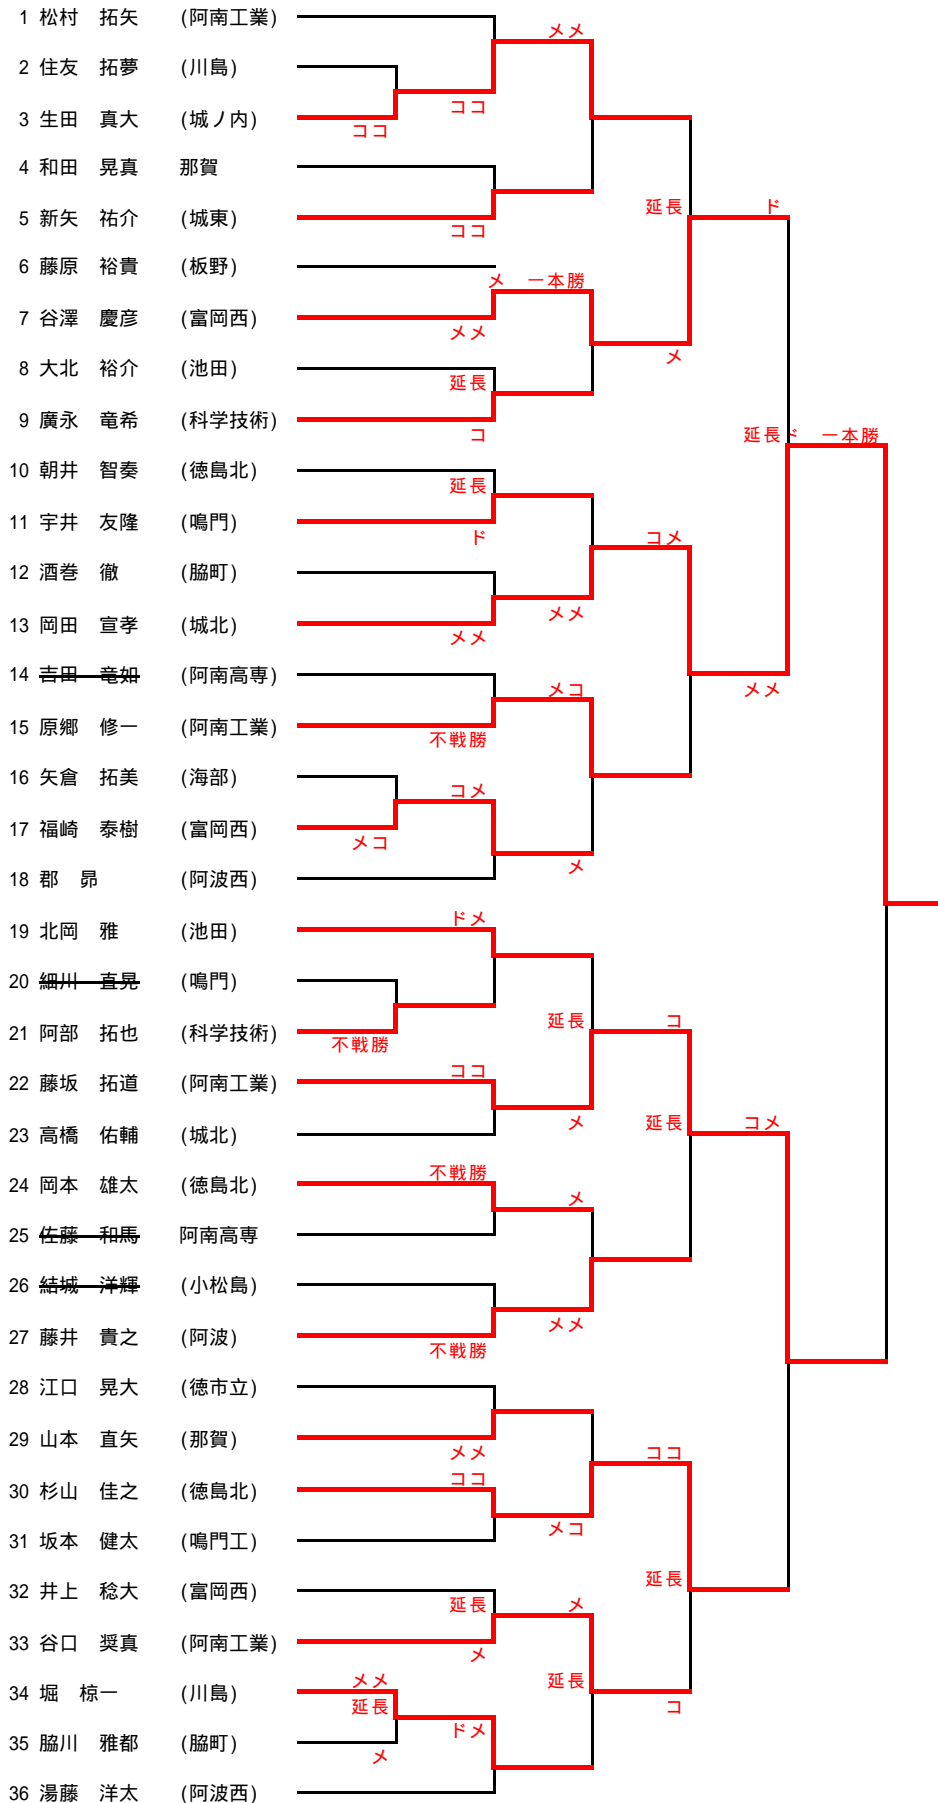 1 松村 拓矢 (阿南工業)
メメ
2 住友 拓夢 (川島)
ココ
3 生田 真大 (城ノ内)
ココ
4 和田 晃真 那賀
延長 ド
5 新矢 祐介 (城東)
ココ
6 藤原 裕貴 (板野)
メ 一本勝
7 谷澤 慶彦 (富岡西)
メメ
メ
8 大北 裕介 (池田)
延長
9 廣永 竜希 (科学技術)
コ
延長 ド 一本勝
10 朝井 智奏 (徳島北)
延長
11 宇井 友隆 (鳴門)
ド
コメ
12 酒巻 徹 (脇町)
メメ
13 岡田 宣孝 (城北)
メメ
14 吉田 竜如 (阿南高専)
メコ
メメ
15 原郷 修一 (阿南工業)
不戦勝
16 矢倉 拓美 (海部)
コメ
17 福崎 泰樹 (富岡西)
メコ
メ
18 郡 昴 (阿波西)
ドメ
19 北岡 雅 (池田)
20 細川 直晃 (鳴門)
延長 コ
21 阿部 拓也 (科学技術)
不戦勝
ココ
22 藤坂 拓道 (阿南工業)
メ
延長 コメ
23 高橋 佑輔 (城北)
不戦勝
24 岡本 雄太 (徳島北)
メ
25 佐藤 和馬 阿南高専
26 結城 洋輝 (小松島)
メメ
27 藤井 貴之 (阿波)
不戦勝
28 江口 晃大 (徳市立)
29 山本 直矢 (那賀)
メメ
ココ
ココ
30 杉山 佳之 (徳島北)
メコ
31 坂本 健太 (鳴門工)
延長
32 井上 稔大 (富岡西)
延長
メ
33 谷口 奨真 (阿南工業)
メ
メメ
延長
34 堀 椋一 (川島)
延長
コ
ドメ
35 脇川 雅都 (脇町)
メ
36 湯藤 洋太 (阿波西)